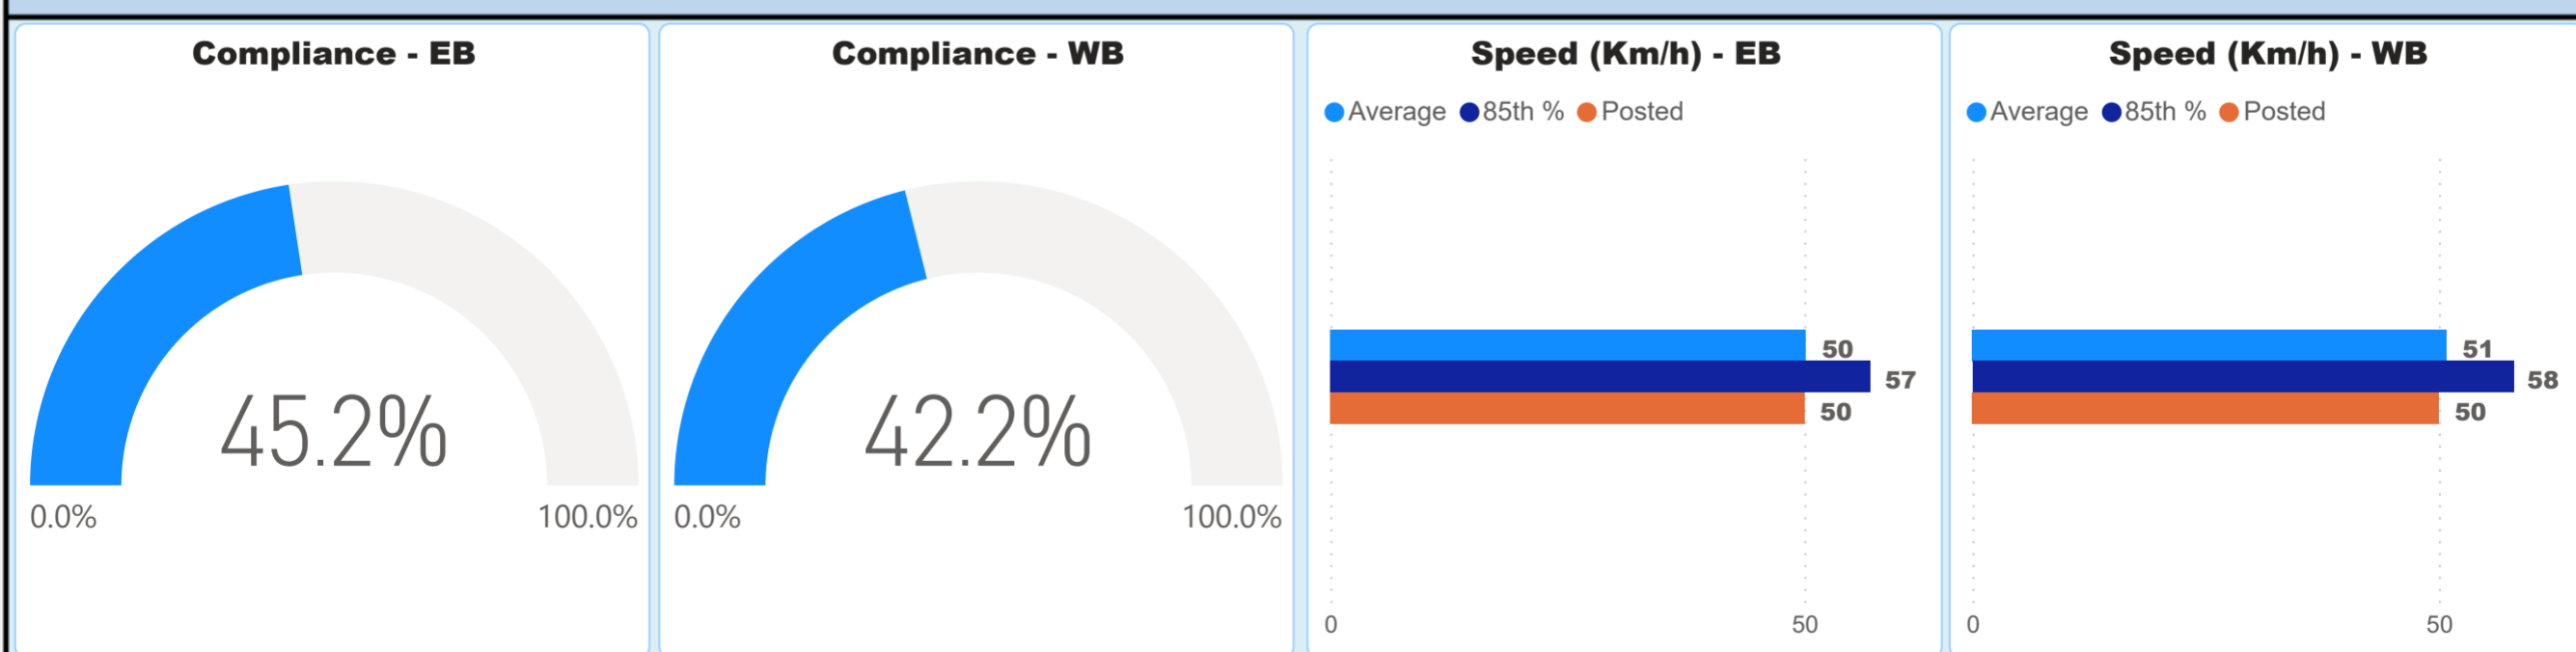 Compliance - EB
45.2%
0.0%
100.0%
Compliance - WB
42.2%
0.0%
100.0%
Speed (Km/h) - EB
Average 85th % Posted
50
57
50
0 50
Speed (Km/h) - WB
Average 85th % Posted
51
58
50
0 50